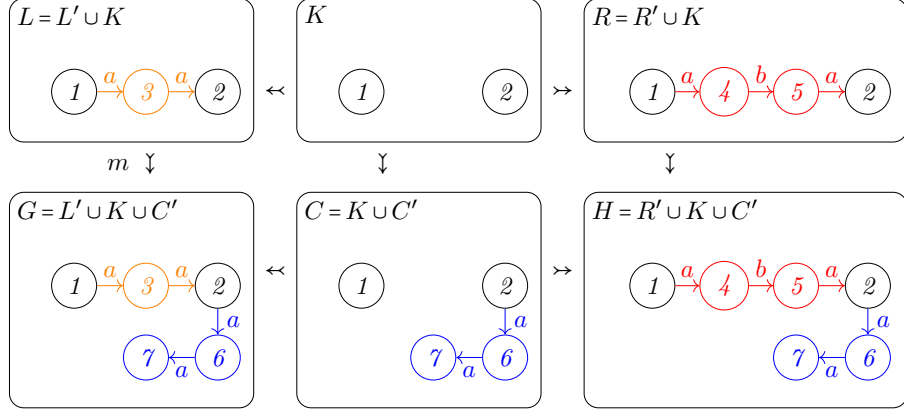 L = L′ ∪ K
1 a 3 a 2
K
1 2
R = R′ ∪ K
1 a 4 b 5 a 2
m
G = L′ ∪ K ∪ C′
1 a 3 a 2
a
7 a 6
C = K ∪ C′
1 2
a
7 a 6
H = R′ ∪ K ∪ C′
1 a 4 b 5 a 2
a
7 a 6